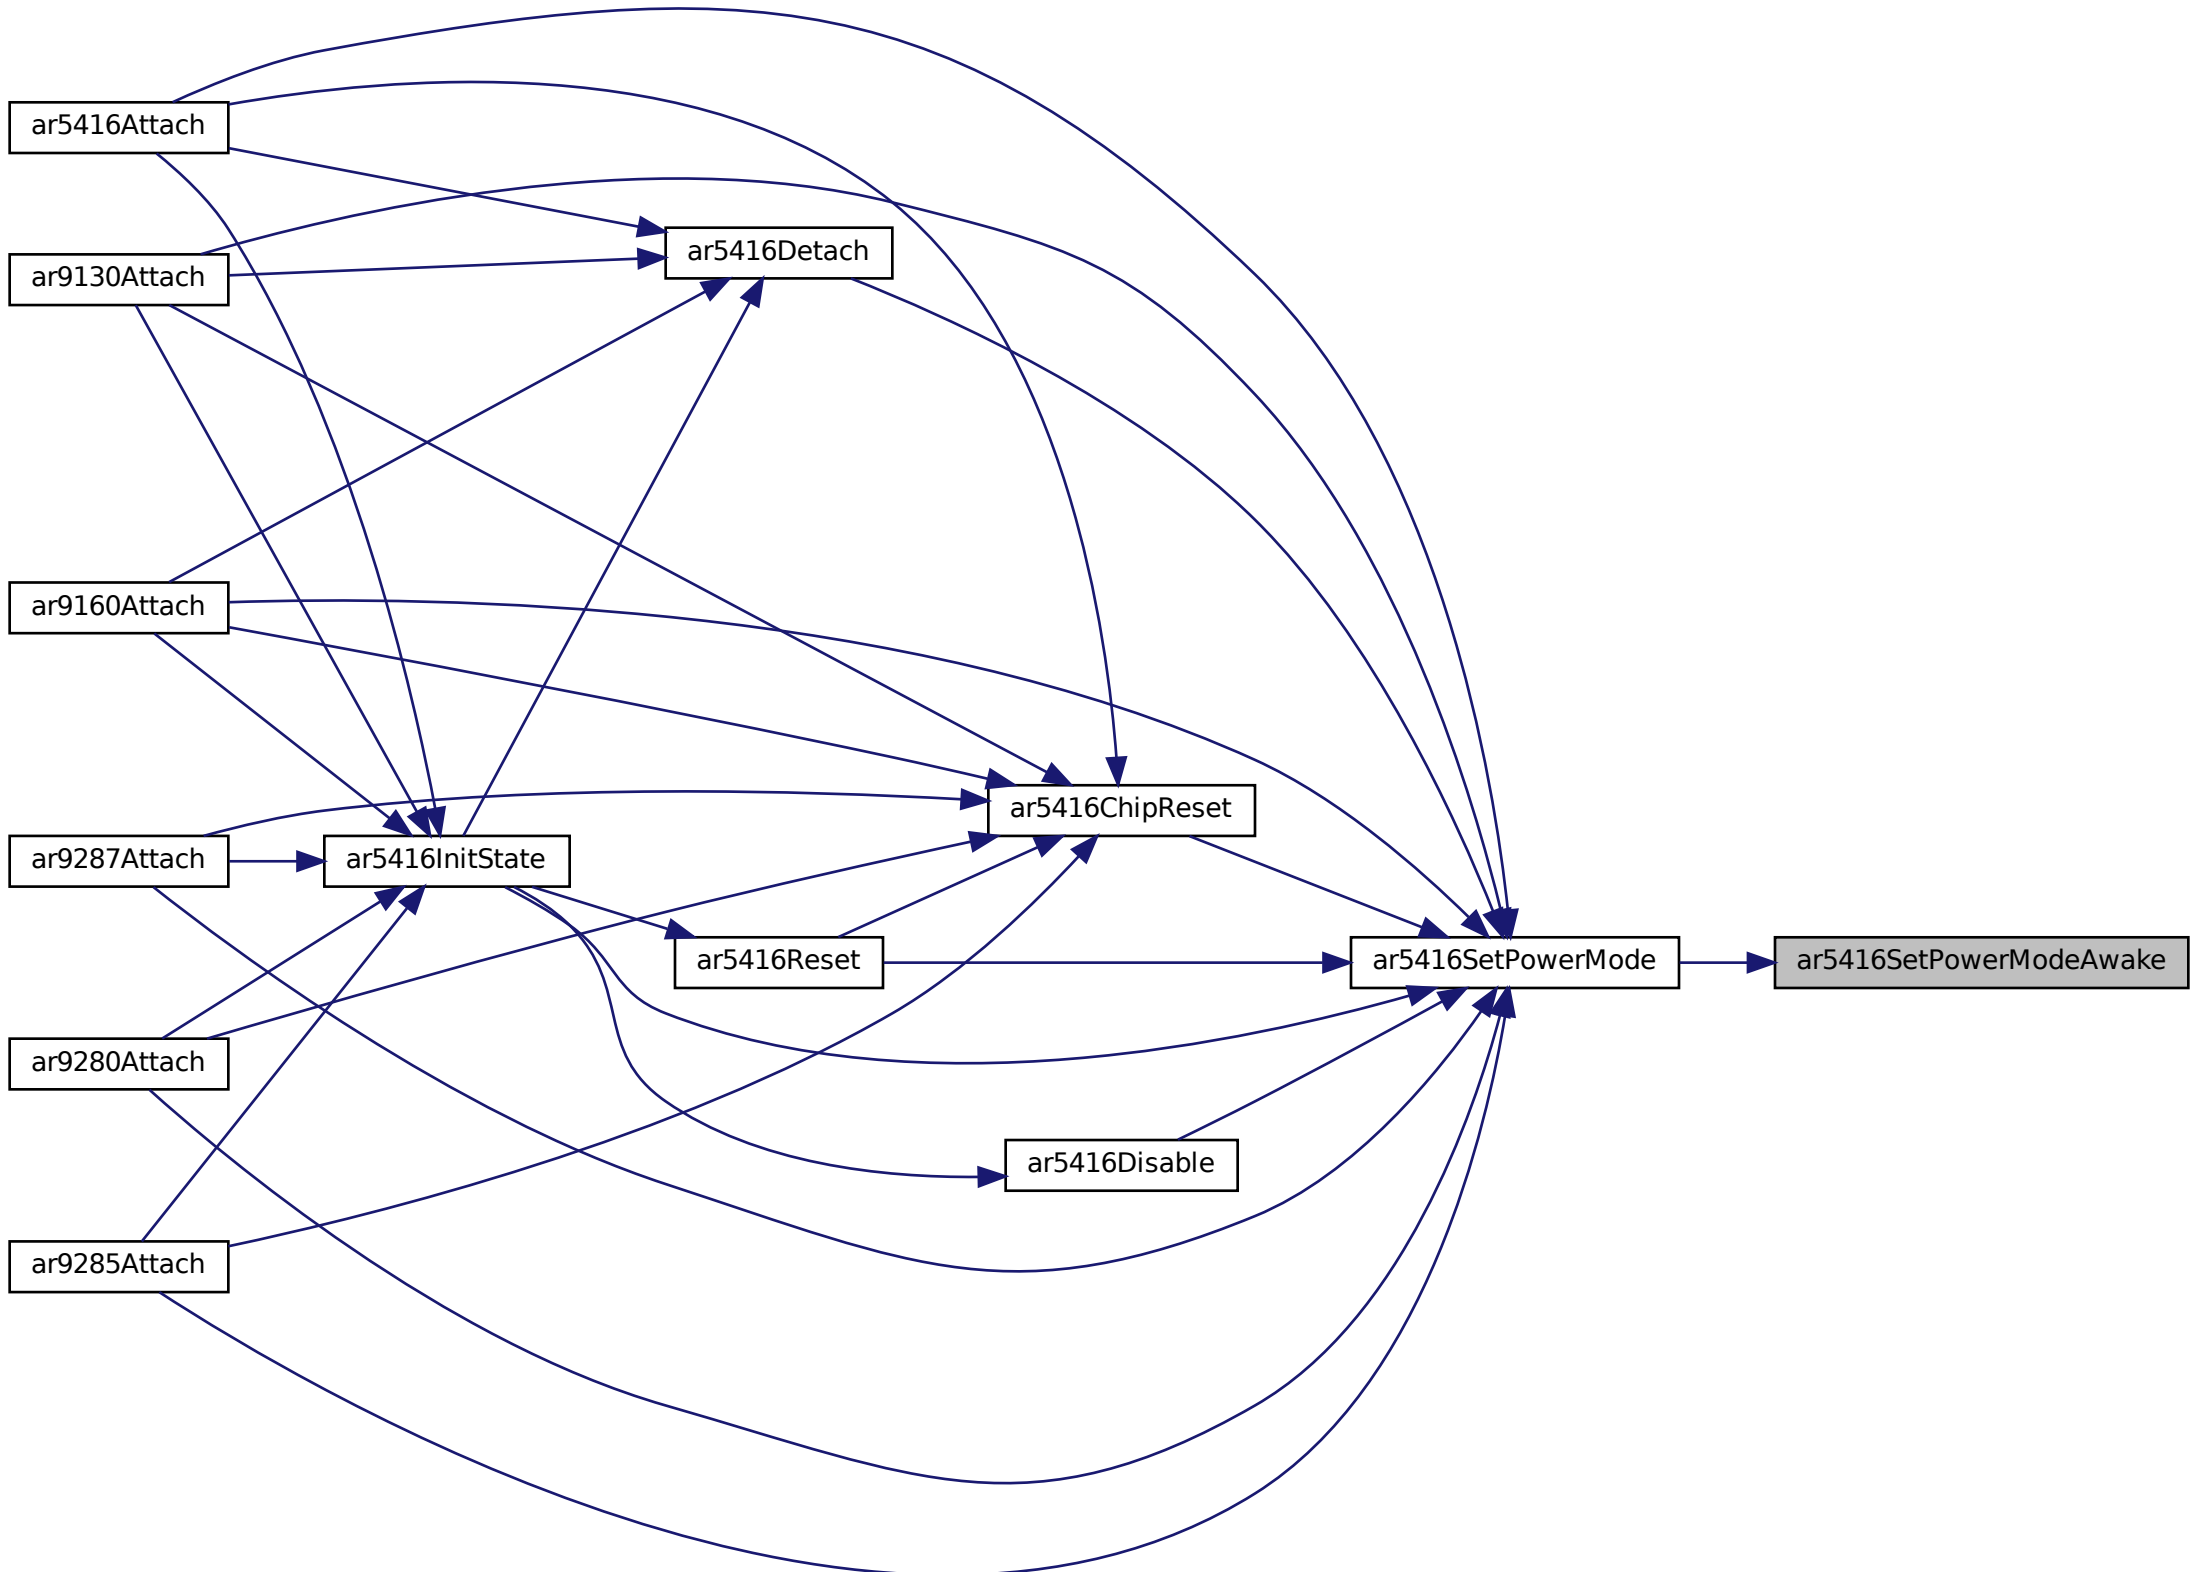 ar5416Attach
ar5416Detach
ar9130Attach
ar9160Attach
ar5416ChipReset
ar9287Attach
ar5416InitState
ar5416Reset
ar5416SetPowerMode
ar5416SetPowerModeAwake
ar9280Attach
ar5416Disable
ar9285Attach